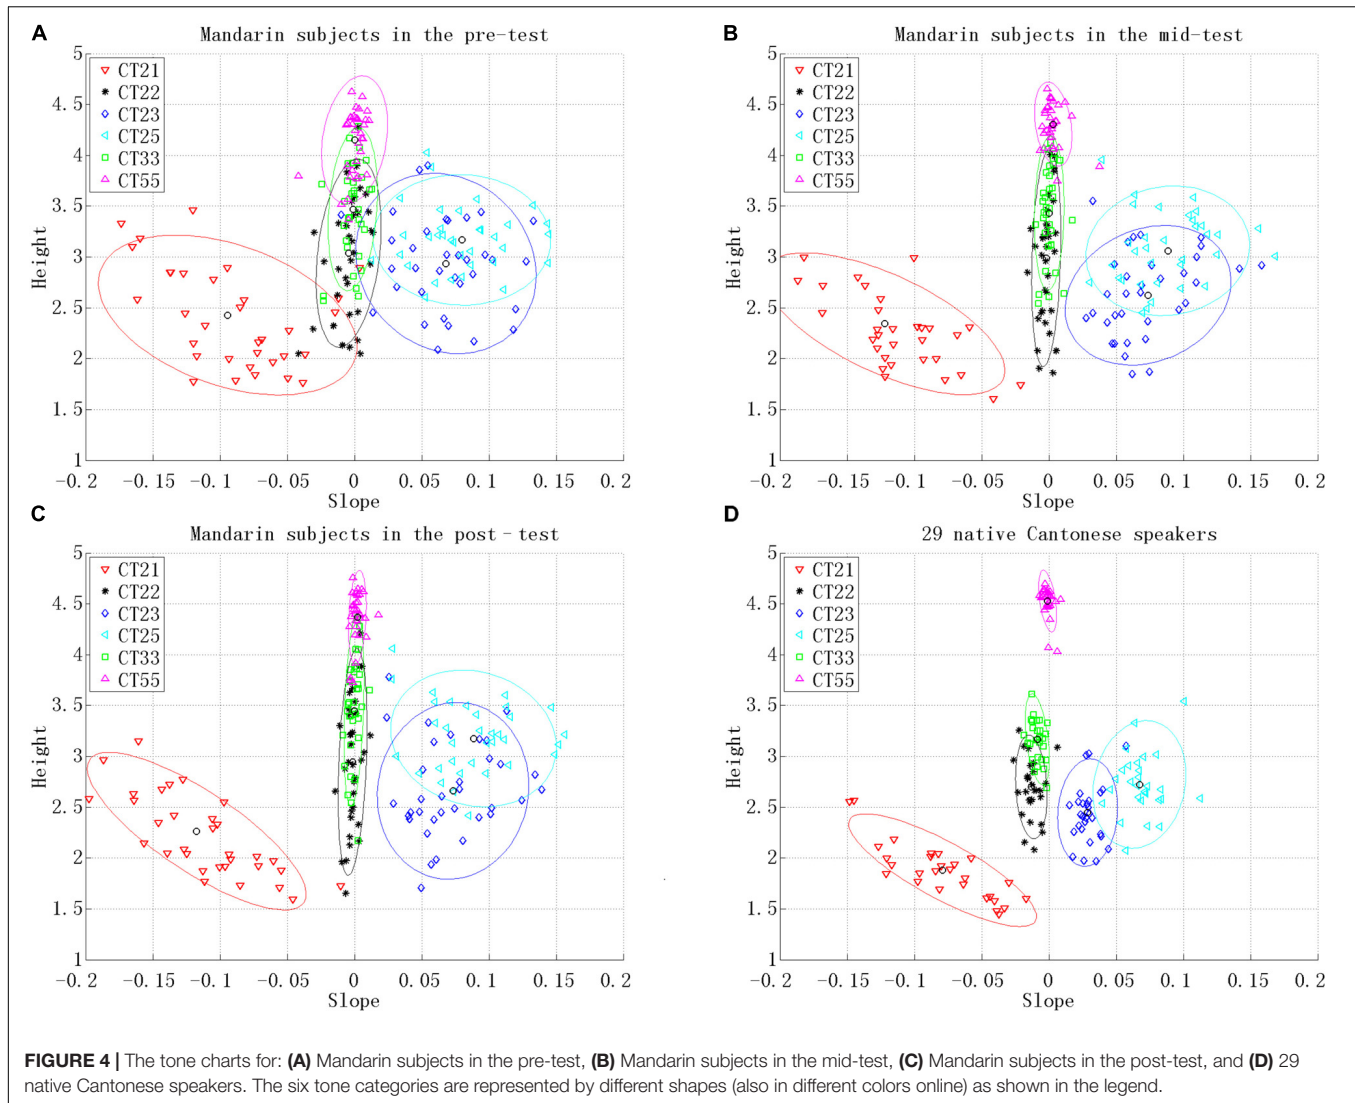 A
Mandarin subjects in the pre-test
5
4.5
4
3.5
3
2.5
2
1.5
1
Height
CT21
CT22
CT23
CT25
CT33
CT55
-0.2 -0.15 -0.1 -0.05 0 0.05 0.1 0.15 0.2
Slope
B
Mandarin subjects in the mid-test
5
4.5
4
3.5
3
2.5
2
1.5
1
Height
CT21
CT22
CT23
CT25
CT33
CT55
-0.2 -0.15 -0.1 -0.05 0 0.05 0.1 0.15 0.2
Slope
C
Mandarin subjects in the post-test
5
4.5
4
3.5
3
2.5
2
1.5
1
Height
CT21
CT22
CT23
CT25
CT33
CT55
-0.2 -0.15 -0.1 -0.05 0 0.05 0.1 0.15 0.2
Slope
D
29 native Cantonese speakers
5
4.5
4
3.5
3
2.5
2
1.5
1
Height
CT21
CT22
CT23
CT25
CT33
CT55
-0.2 -0.15 -0.1 -0.05 0 0.05 0.1 0.15 0.2
Slope
FIGURE 4 | The tone charts for: (A) Mandarin subjects in the pre-test, (B) Mandarin subjects in the mid-test, (C) Mandarin subjects in the post-test, and (D) 29
native Cantonese speakers. The six tone categories are represented by different shapes (also in different colors online) as shown in the legend.